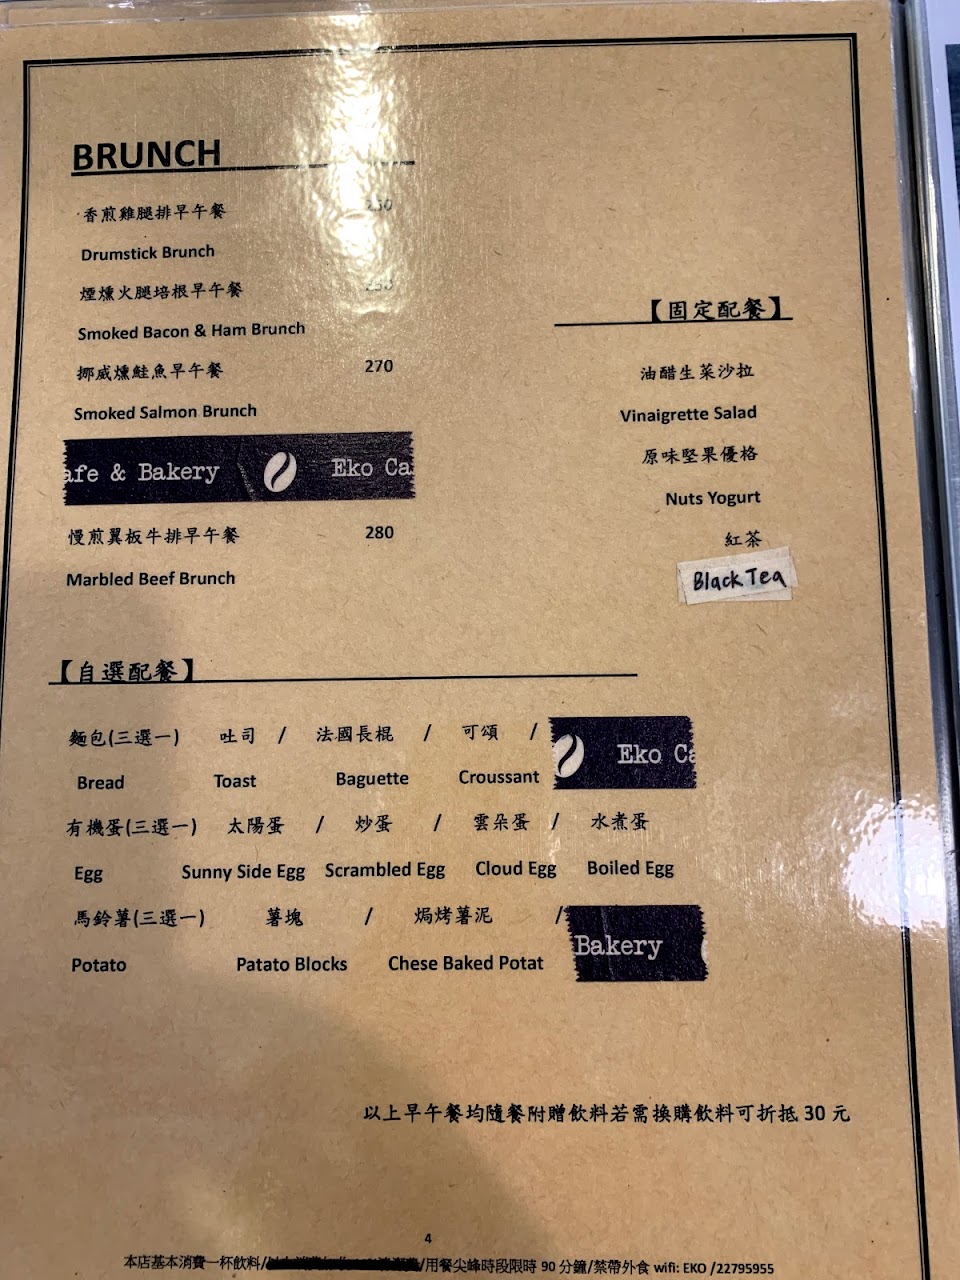 BRUNCH
香煎雞腿排早午餐
Drumstick Brunch
煙燻火腿培根早午餐
Smoked Bacon & Ham Brunch
挪威燻鮭魚早午餐 270
Smoked Salmon Brunch
afe & Bakery Eko Ca
慢煎翼板牛排早午餐 280
Marbled Beef Brunch
【固定配餐】
油醋生菜沙拉
Vinaigrette Salad
原味堅果優格
Nuts Yogurt
紅茶
Black Tea
【自選配餐】
麵包(三選一) 吐司 / 法國長棍 / 可頌 /
Eko Ca
Bread Toast Baguette Croussant
有機蛋(三選一) 太陽蛋 / 炒蛋 / 雲朵蛋 / 水煮蛋
Egg Sunny Side Egg Scrambled Egg Cloud Egg Boiled Egg
馬鈴薯(三選一) 薯塊 / 焗烤薯泥 /
Bakery
Potato Patato Blocks Chese Baked Potat
以上早午餐均隨餐附贈飲料若需換購飲料可折抵 30 元
4
本店基本消費一杯飲料/ /用餐尖峰時段限時 90 分鐘/禁帶外食 wifi: EKO /22795955